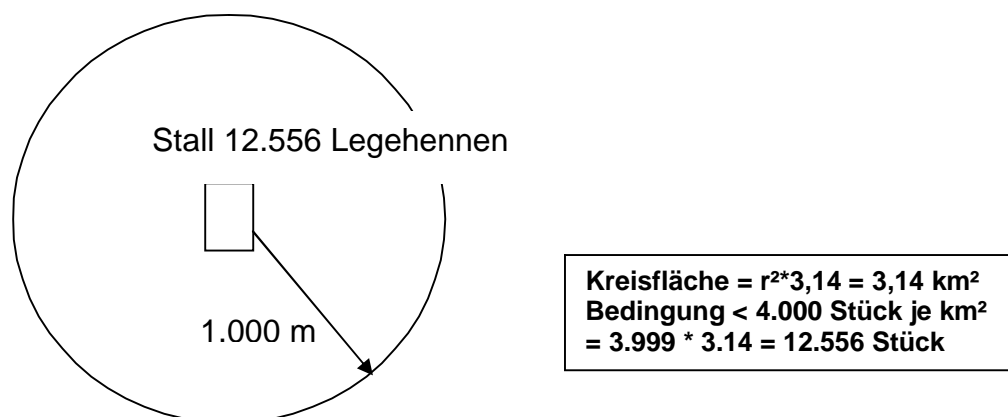 Stall 12.556 Legehennen
1.000 m
Kreisfläche = r²*3,14 = 3,14 km²
Bedingung < 4.000 Stück je km²
= 3.999 * 3.14 = 12.556 Stück